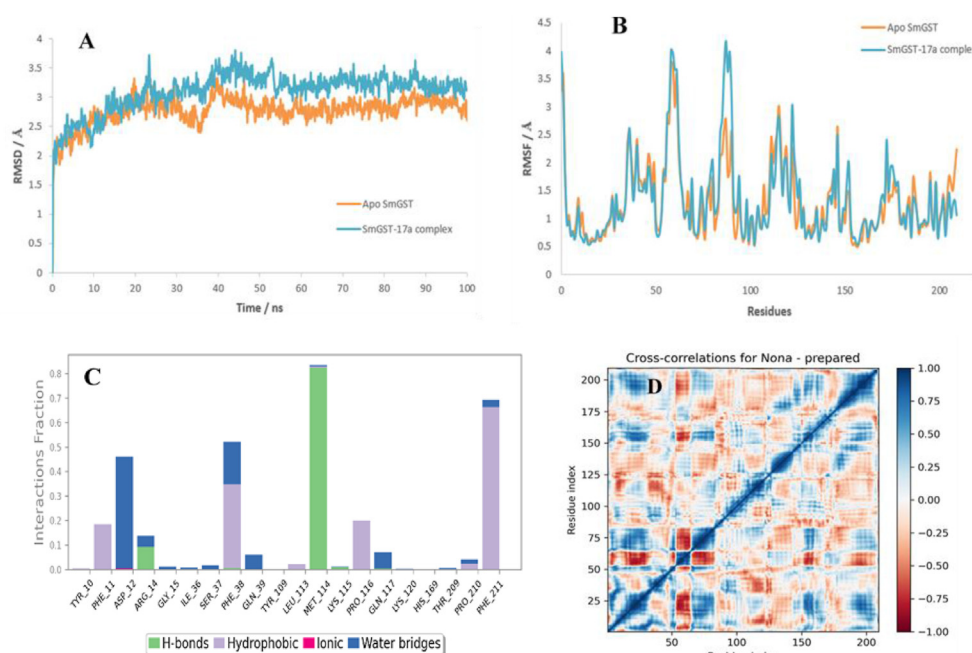 A
RMSD / Å
4
3.5
3
2.5
2
1.5
1
0.5
0
Apo SmGST
SmGST-17a complex
0 10 20 30 40 50 60 70 80 90 100
Time / ns
B
Apo SmGST
SmGST-17a comple
RMSF / Å
4.5
4
3.5
3
2.5
2
1.5
1
0.5
0
0 50 100 150 200
Residues
C
Interactions Fraction
0.8
0.7
0.6
0.5
0.4
0.3
0.2
0.1
0.0
TYR_10 PHE_11 ASP_12 ARG_14 GLY_15 ILE_36 SER_37 PHE_38 GLN_39 TYR_109 LEU_113 MET_114 LYS_115 PRO_116 GLN_117 LYS_120 HIS_169 THR_209 PRO_210 PHE_211
H-bonds Hydrophobic Ionic Water bridges
Cross-correlations for Nona - prepared
D
Residue index
200
175
150
125
100
75
50
25
50 100 150 200
1.00
0.75
0.50
0.25
0.00
−0.25
−0.50
−0.75
−1.00